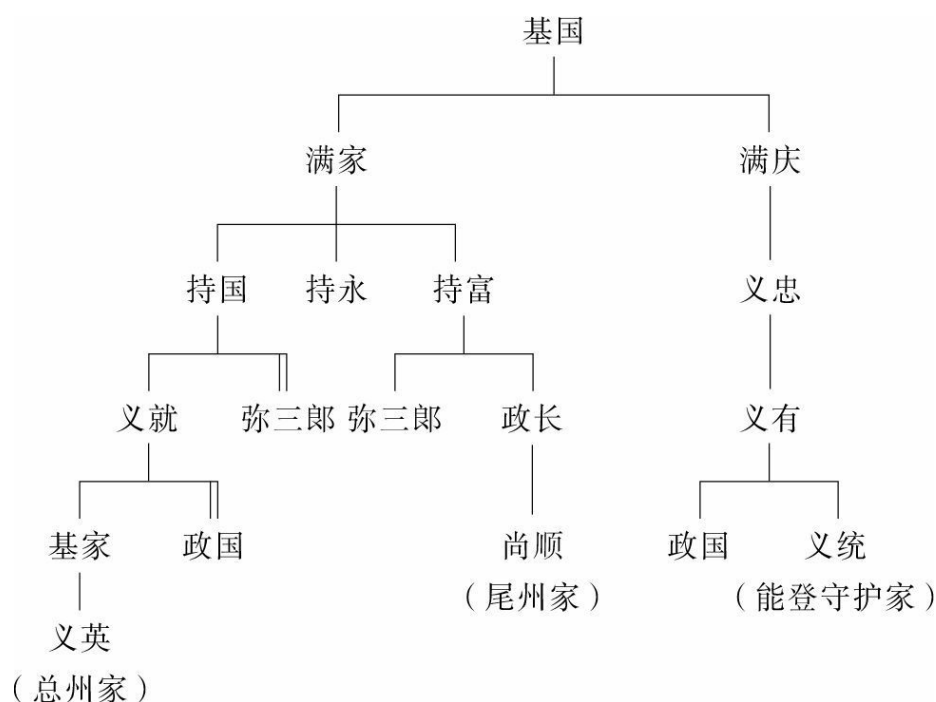 基国
满家 满庆
持国 持永 持富 义忠
义就 弥三郎 弥三郎 政长 义有
基家 政国 尚顺 政国 义统
（尾州家） （能登守护家）
义英
（总州家）